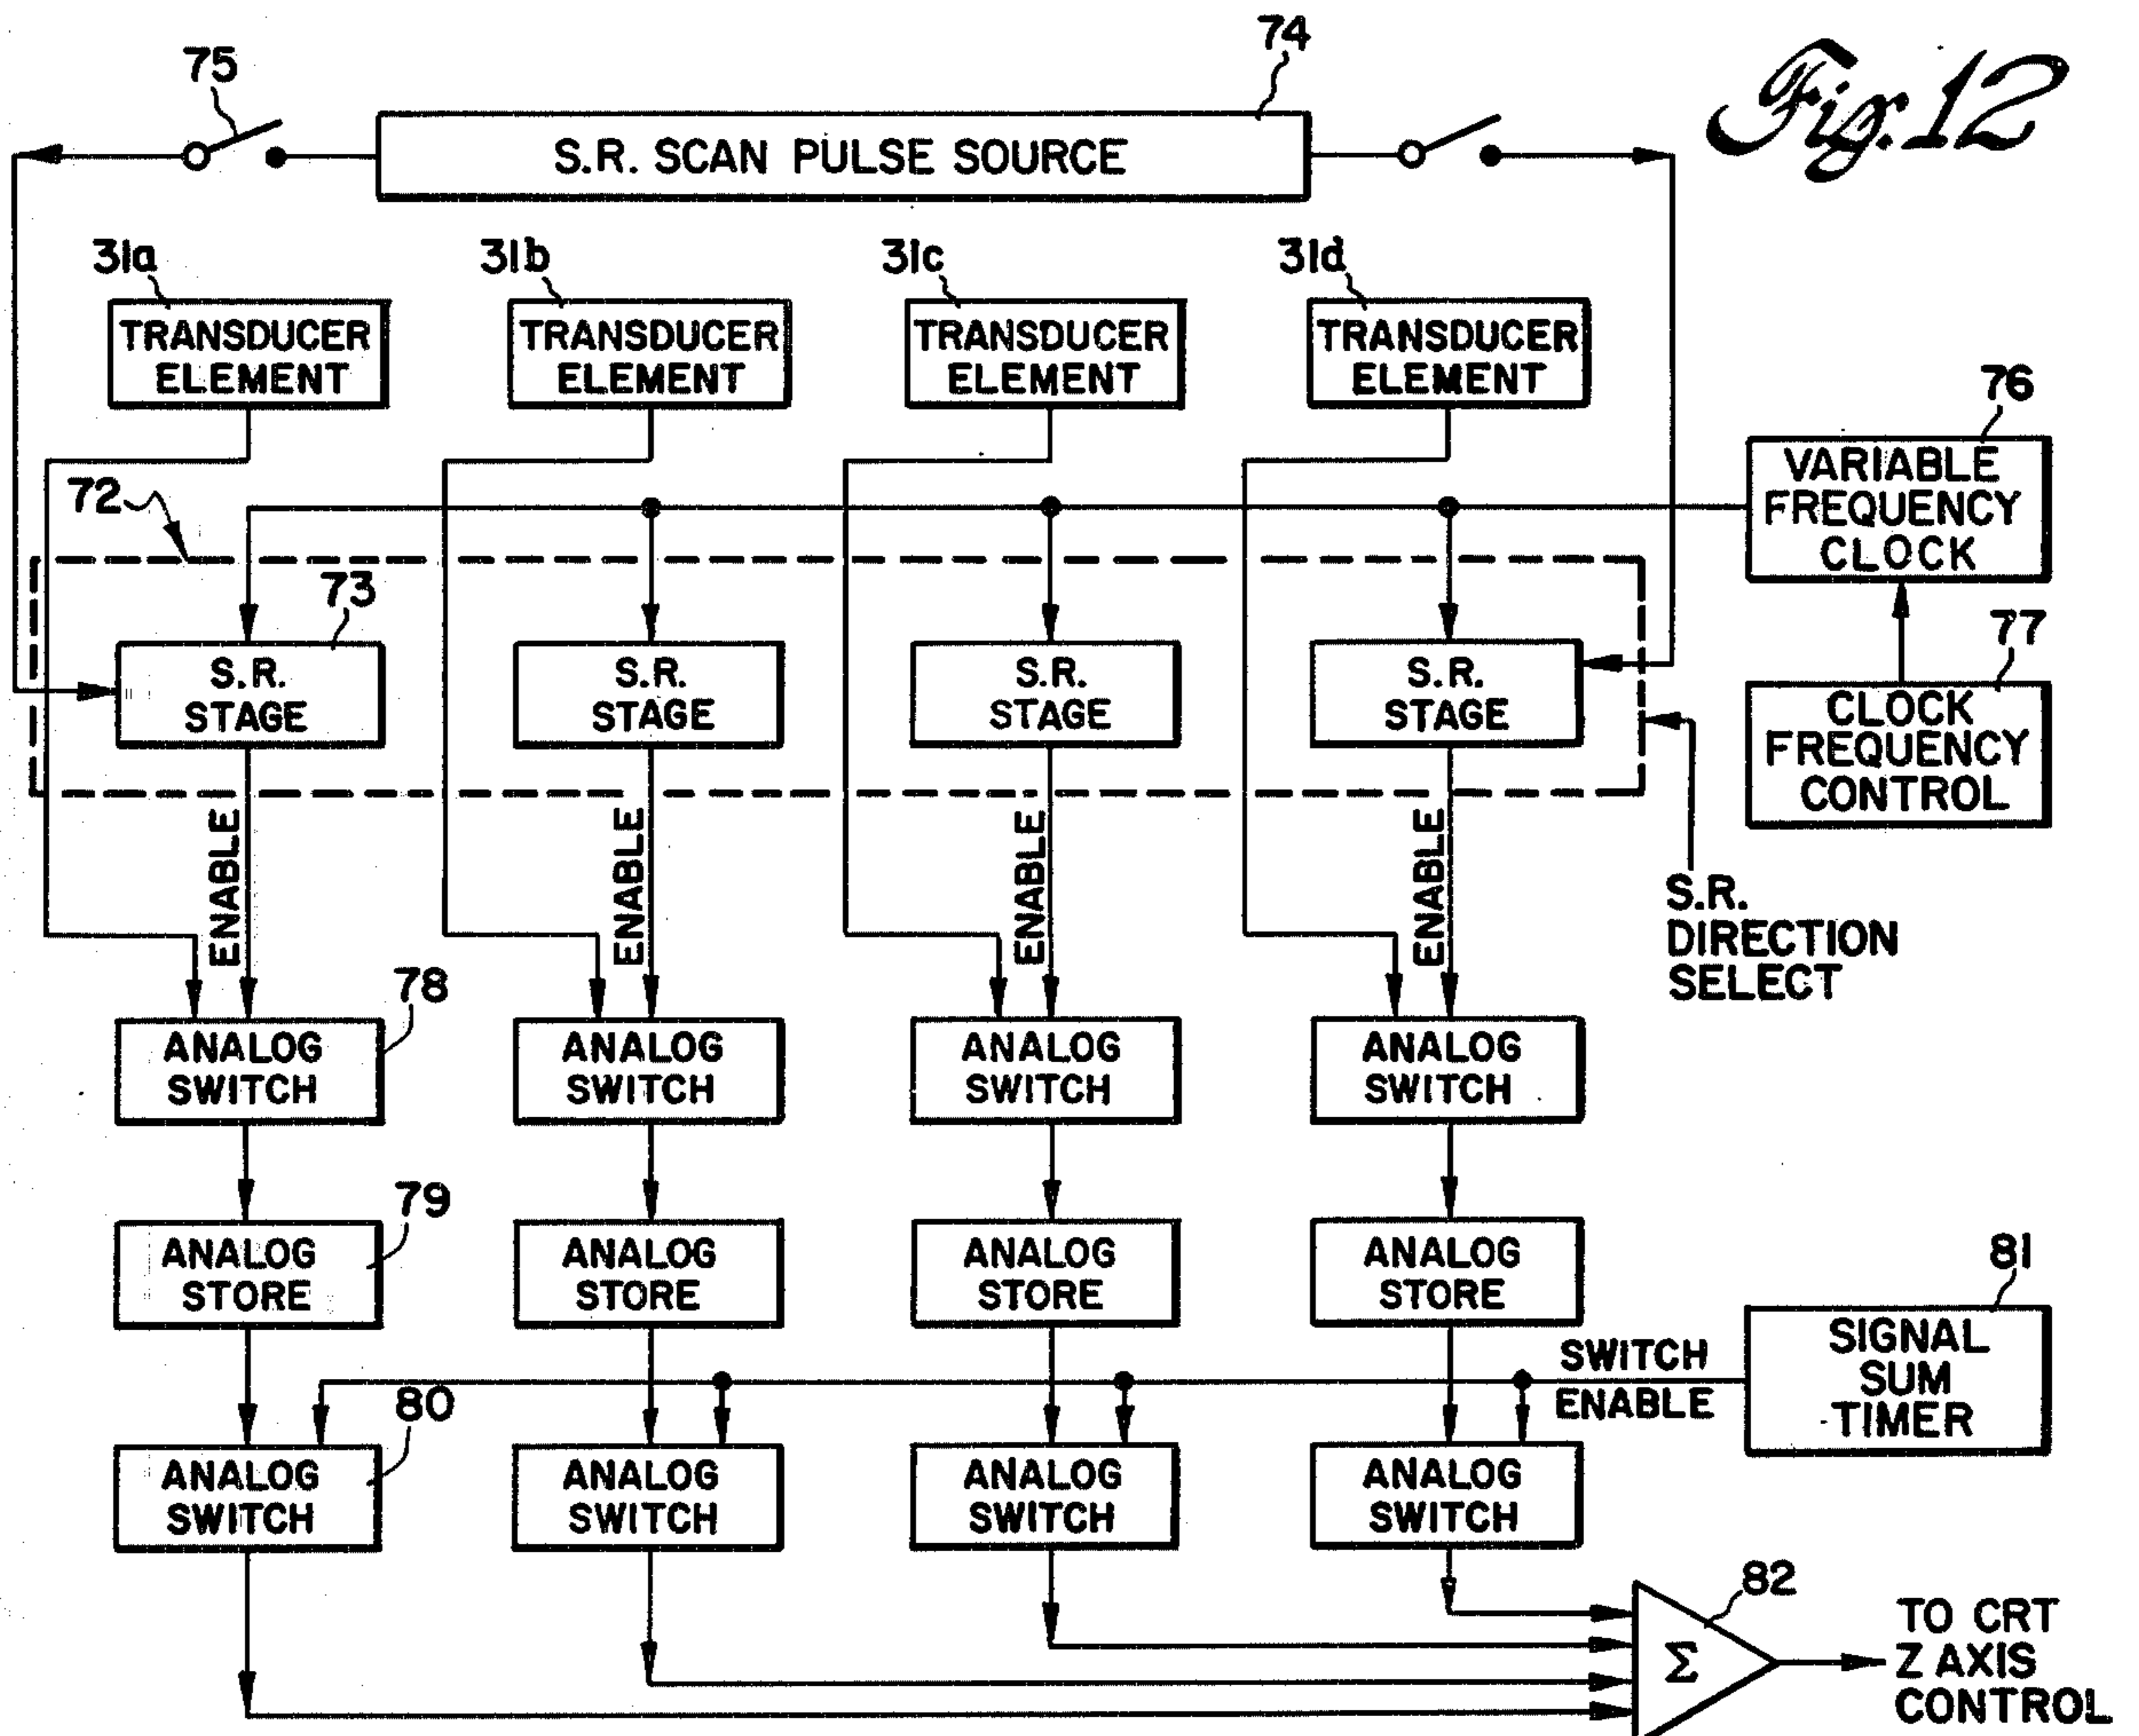 Fig. 12
74
75
S.R. SCAN PULSE SOURCE
31a
31b
31c
31d
TRANSDUCER
ELEMENT
TRANSDUCER
ELEMENT
TRANSDUCER
ELEMENT
TRANSDUCER
ELEMENT
76
VARIABLE
FREQUENCY
CLOCK
72
73
77
S.R.
STAGE
S.R.
STAGE
S.R.
STAGE
S.R.
STAGE
CLOCK
FREQUENCY
CONTROL
ENABLE
ENABLE
ENABLE
ENABLE
S.R.
DIRECTION
SELECT
78
ANALOG
SWITCH
ANALOG
SWITCH
ANALOG
SWITCH
ANALOG
SWITCH
79
ANALOG
STORE
ANALOG
STORE
ANALOG
STORE
ANALOG
STORE
81
SIGNAL
SUM
TIMER
SWITCH
ENABLE
80
ANALOG
SWITCH
ANALOG
SWITCH
ANALOG
SWITCH
ANALOG
SWITCH
82
Σ
TO CRT
Z AXIS
CONTROL